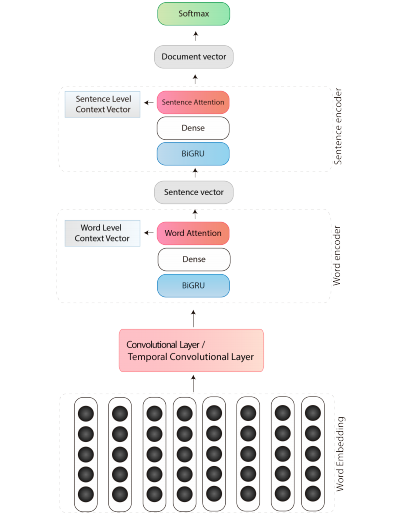 Softmax
Document vector
Sentence Level
Context Vector
Sentence Attention
Dense
BiGRU
Sentence encoder
Sentence vector
Word Level
Context Vector
Word Attention
Dense
BiGRU
Word encoder
Convolutional Layer /
Temporal Convolutional Layer
Word Embedding